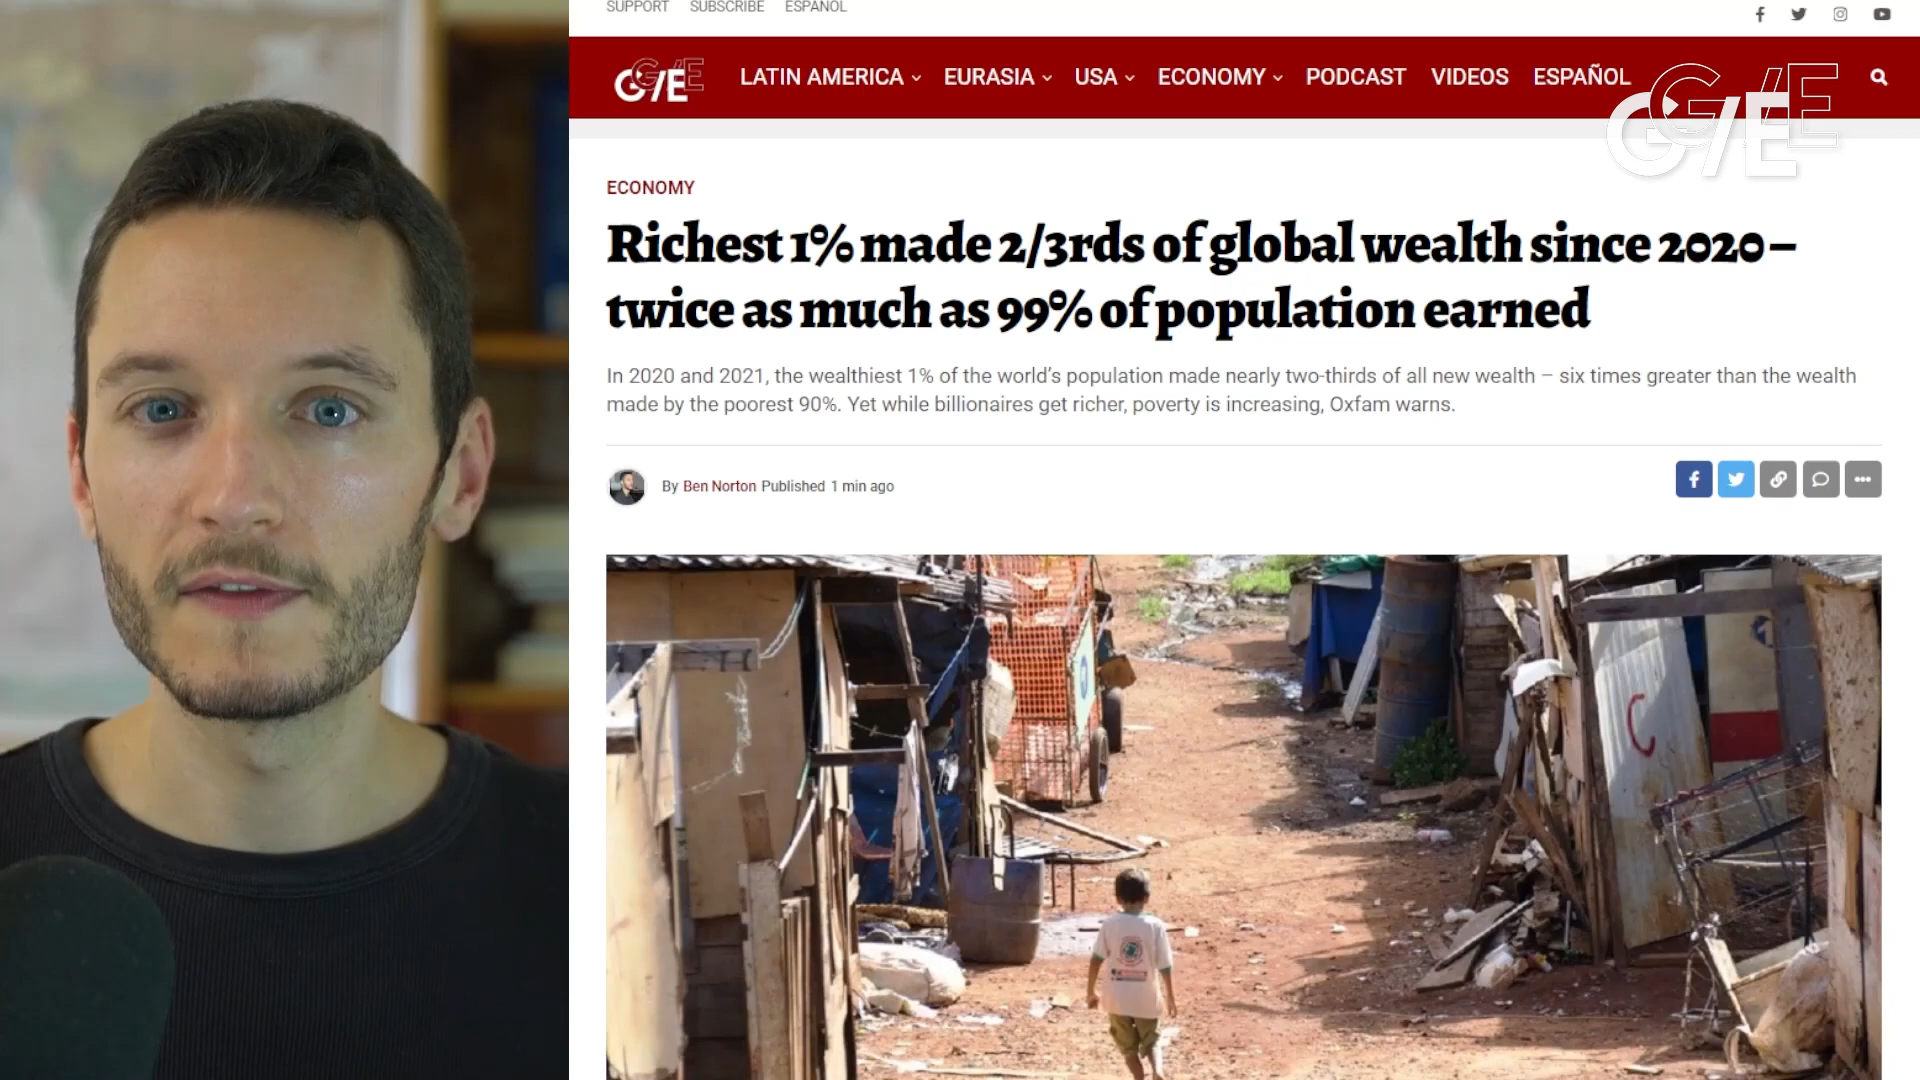 SUPPORT SUBSCRIBE ESPAÑOL
G/E LATIN AMERICA EURASIA USA ECONOMY PODCAST VIDEOS ESPAÑOL
G/E
ECONOMY
Richest 1% made 2/3rds of global wealth since 2020 –
twice as much as 99% of population earned
In 2020 and 2021, the wealthiest 1% of the world's population made nearly two-thirds of all new wealth – six times greater than the wealth
made by the poorest 90%. Yet while billionaires get richer, poverty is increasing, Oxfam warns.
By Ben Norton Published 1 min ago
C